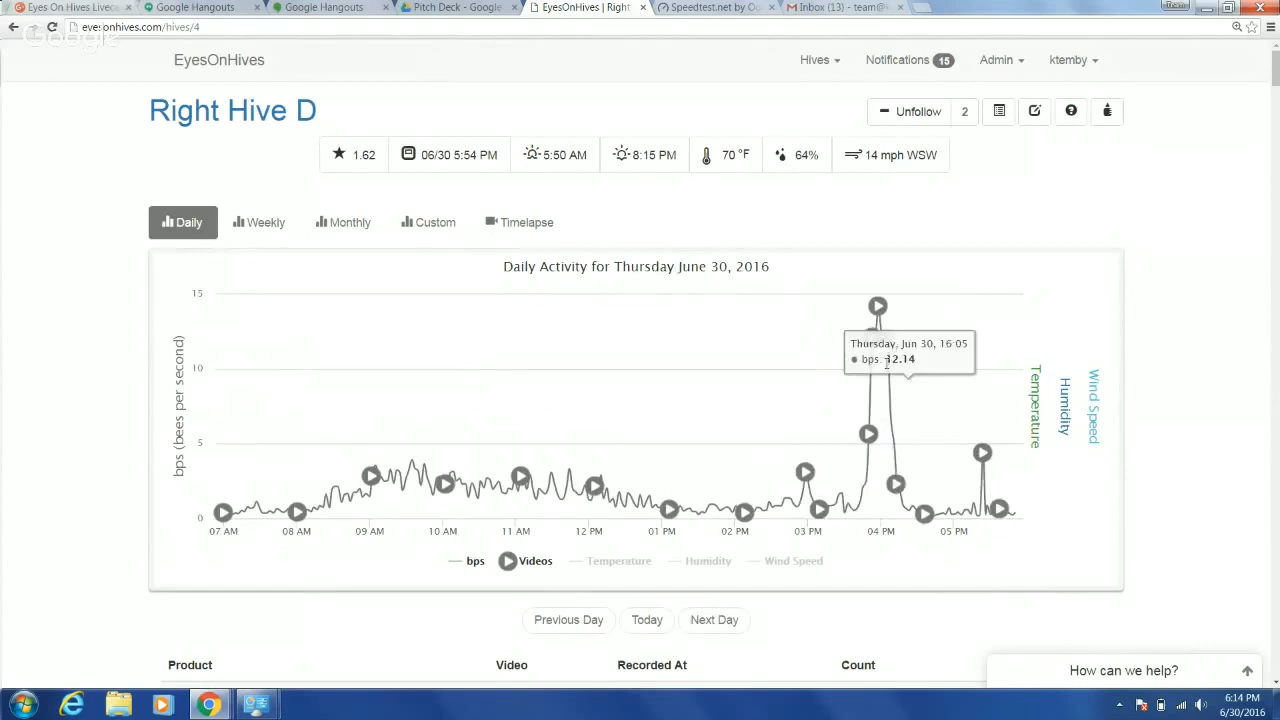 Eyes On Hives Livec
Google Hangouts
Google Hangouts
Pitch Deck - Google
EyesOnHives | Right
Speedtest.net by Oo
Inbox (13) - team@
eyesonhives.com/hives/4
Google
EyesOnHives
Hives
Notifications 15
Admin
ktemby
Right Hive D
Unfollow 2
1.62
06/30 5:54 PM
5:50 AM
8:15 PM
70 °F
64%
14 mph WSW
Daily
Weekly
Monthly
Custom
Timelapse
Daily Activity for Thursday June 30, 2016
15
10
5
0
bps (bees per second)
Thursday, Jun 30, 16:05
bps: 12.14
Temperature
Humidity
Wind Speed
07 AM 08 AM 09 AM 10 AM 11 AM 12 PM 01 PM 02 PM 03 PM 04 PM 05 PM
bps Videos Temperature Humidity Wind Speed
Previous Day Today Next Day
Product Video Recorded At Count
How can we help?
6:14 PM
6/30/2016